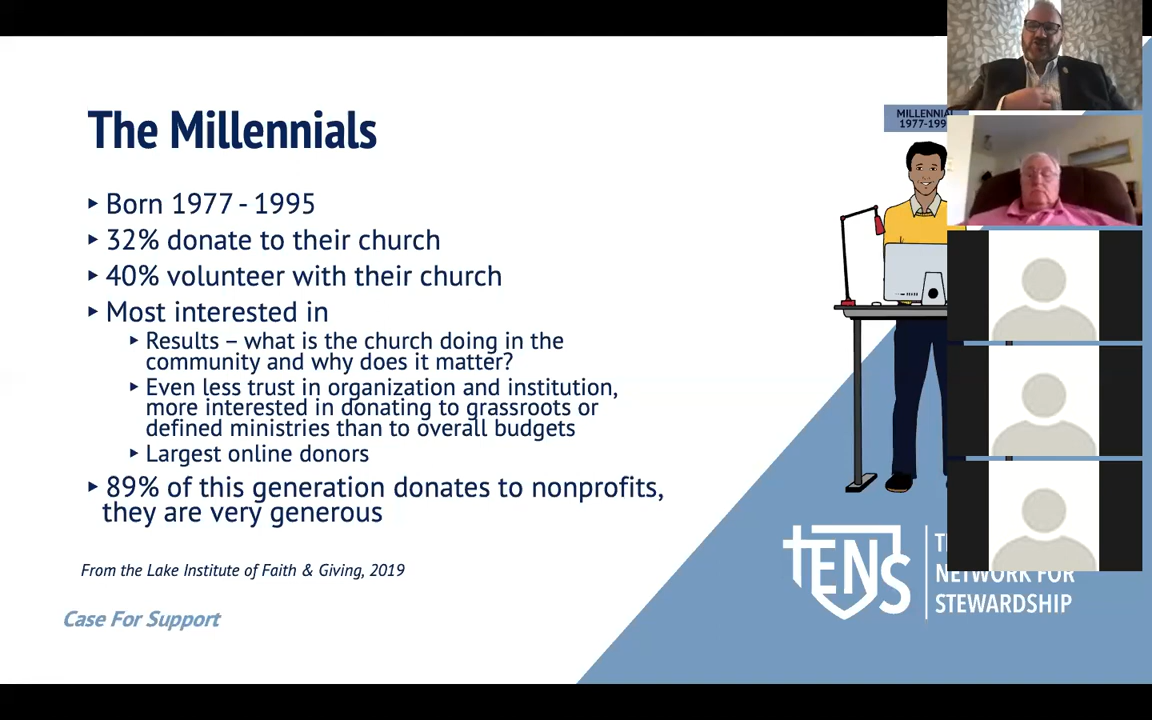 The Millennials
Born 1977 - 1995
32% donate to their church
40% volunteer with their church
Most interested in
Results – what is the church doing in the
community and why does it matter?
Even less trust in organization and institution,
more interested in donating to grassroots or
defined ministries than to overall budgets
Largest online donors
89% of this generation donates to nonprofits,
they are very generous
From the Lake Institute of Faith & Giving, 2019
Case For Support
TENS
NETWORK FOR
STEWARDSHIP